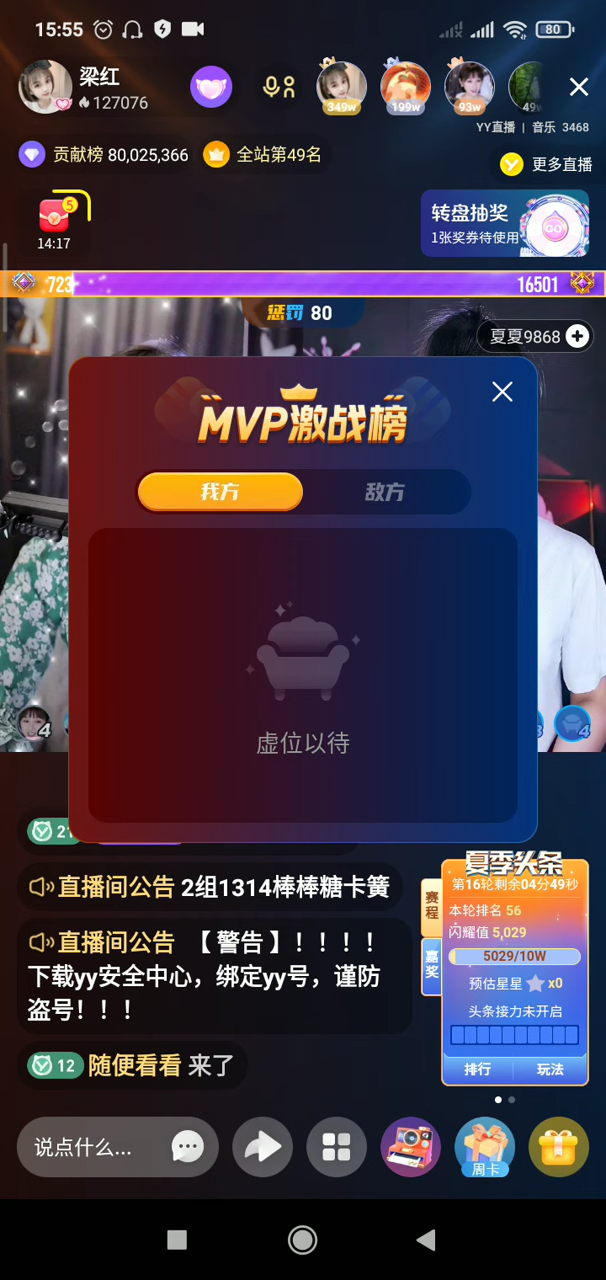 15:55
80
梁红
127076
349w
199w
93w
49w
YY直播 | 音乐 3468
贡献榜 80,025,366
全站第49名
更多直播
5
14:17
转盘抽奖
1张奖券待使用
GO
723
16501
惩罚 80
夏夏9868
MVP激战榜
我方
敌方
虚位以待
4
3
4
直播间公告 2组1314棒棒糖卡簧
直播间公告 【 警告 】！！！！
下载yy安全中心，绑定yy号，谨防
盗号！！！
12 随便看看 来了
夏季头条
第16轮剩余04分49秒
赛程
嘉奖
本轮排名 56
闪耀值 5,029
5029/10W
预估星星 x0
头条接力未开启
排行
玩法
说点什么...
周卡